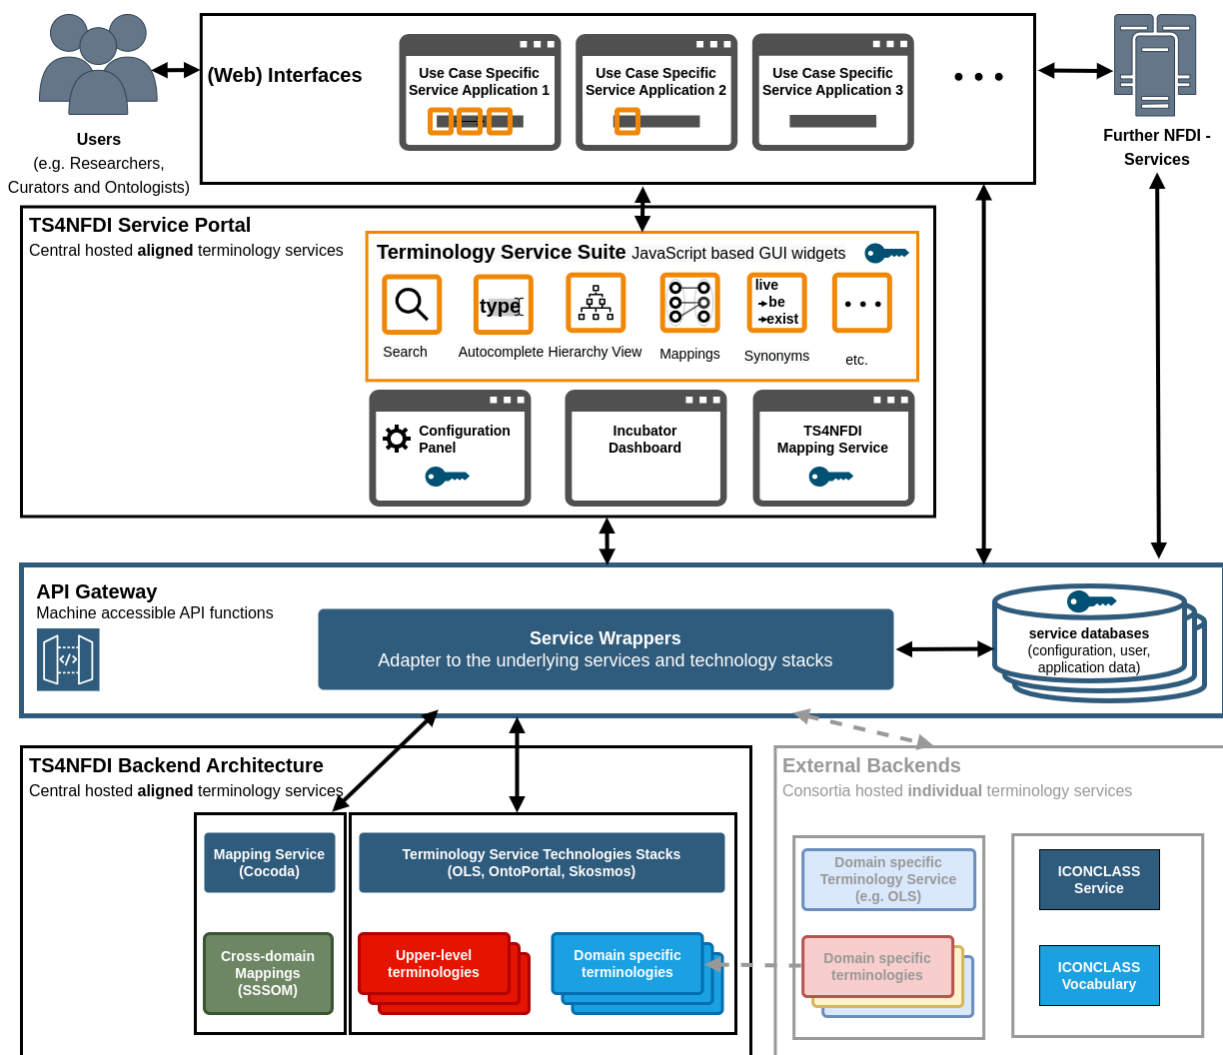 (Web) Interfaces
Use Case Specific
Service Application 1
Use Case Specific
Service Application 2
Use Case Specific
Service Application 3
Users
(e.g. Researchers,
Curators and Ontologists)
Further NFDI -
Services
TS4NFDI Service Portal
Central hosted aligned terminology services
Terminology Service Suite JavaScript based GUI widgets
type
live
be
exist
Search
Autocomplete
Hierarchy View
Mappings
Synonyms
etc.
Configuration
Panel
Incubator
Dashboard
TS4NFDI
Mapping Service
API Gateway
Machine accessible API functions
</>
Service Wrappers
Adapter to the underlying services and technology stacks
service databases
(configuration, user,
application data)
TS4NFDI Backend Architecture
Central hosted aligned terminology services
Mapping Service
(Cocoda)
Terminology Service Technologies Stacks
(OLS, OntoPortal, Skosmos)
Cross-domain
Mappings
(SSSOM)
Upper-level
terminologies
Domain specific
terminologies
External Backends
Consortia hosted individual terminology services
Domain specific
Terminology Service
(e.g. OLS)
Domain specific
terminologies
ICONCLASS
Service
ICONCLASS
Vocabulary